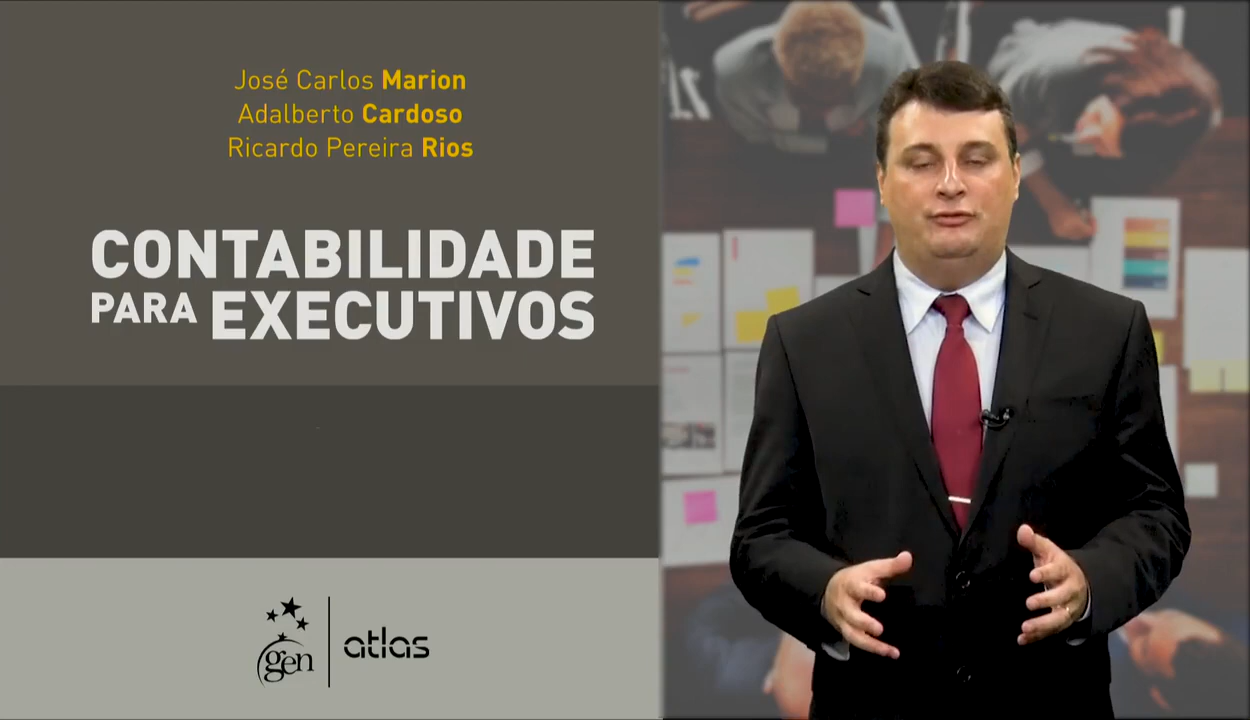 José Carlos Marion
Adalberto Cardoso
Ricardo Pereira Rios
CONTABILIDADE
PARA EXECUTIVOS
gen
atlas